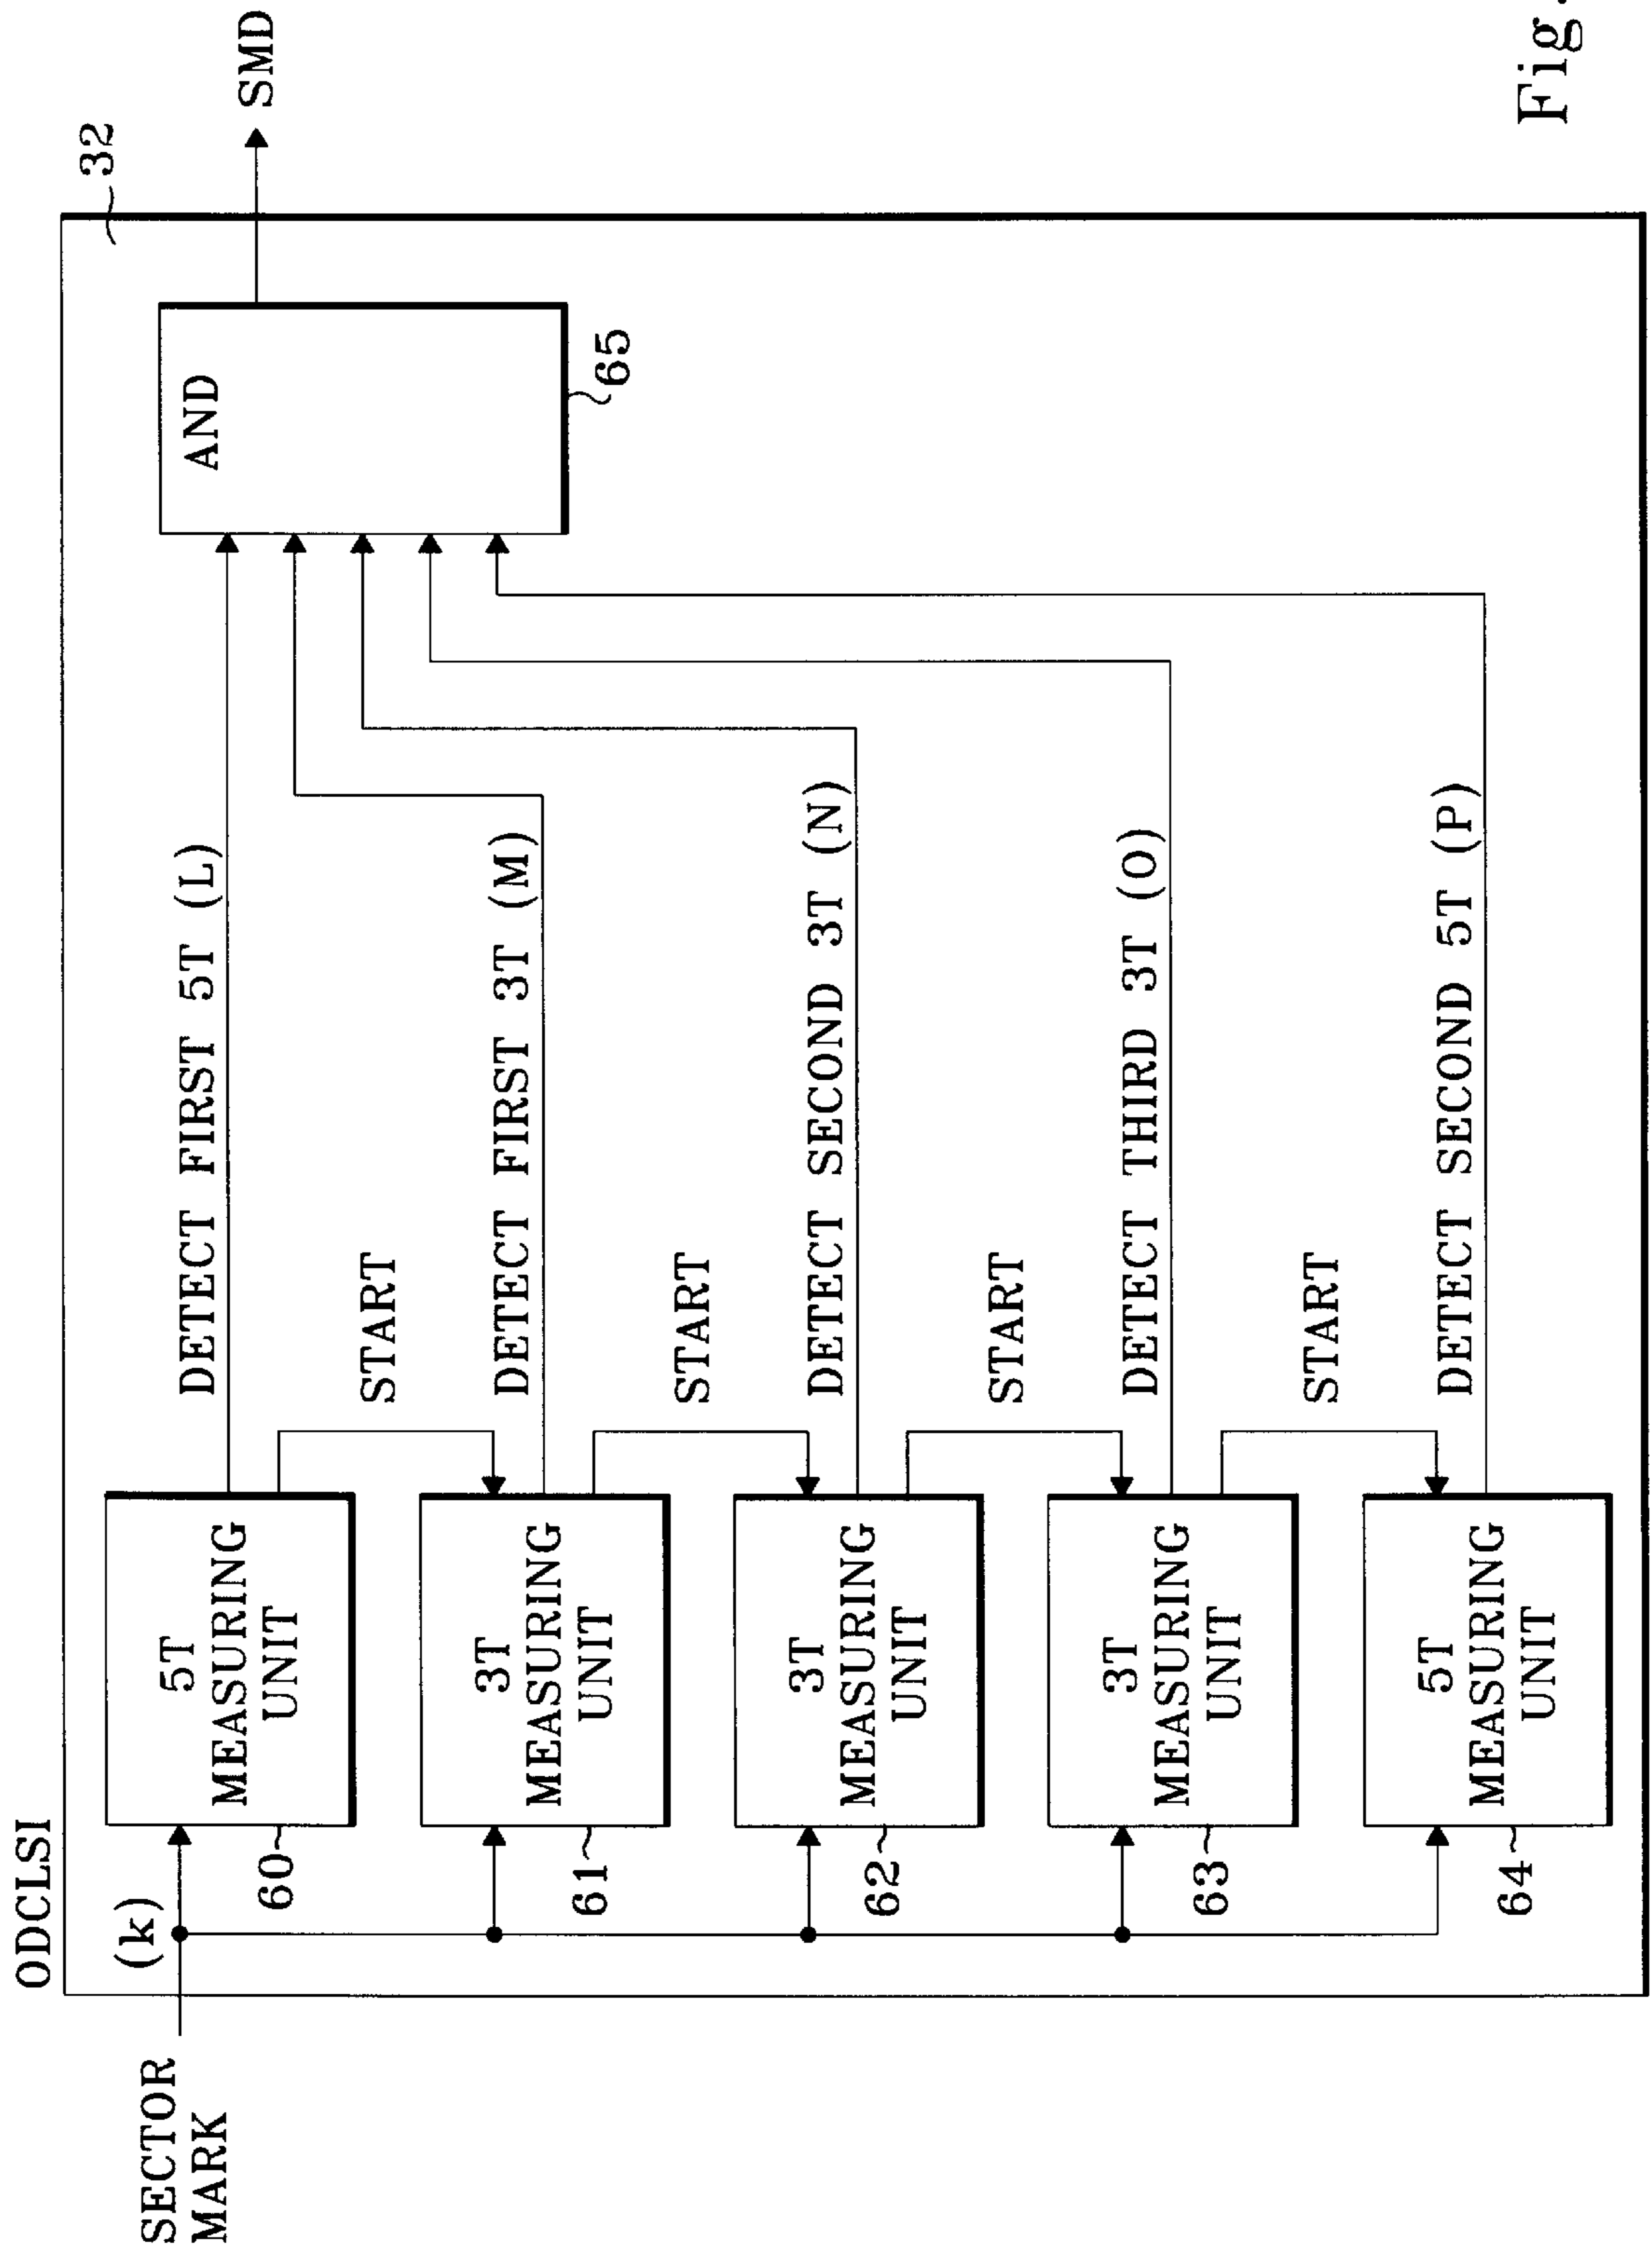 ODCLSI
32
SECTOR
MARK
(k)
5T
MEASURING
UNIT
60
DETECT FIRST 5T (L)
START
AND
65
SMD
3T
MEASURING
UNIT
61
DETECT FIRST 3T (M)
START
3T
MEASURING
UNIT
62
DETECT SECOND 3T (N)
START
3T
MEASURING
UNIT
63
DETECT THIRD 3T (O)
START
5T
MEASURING
UNIT
64
DETECT SECOND 5T (P)
Fig.